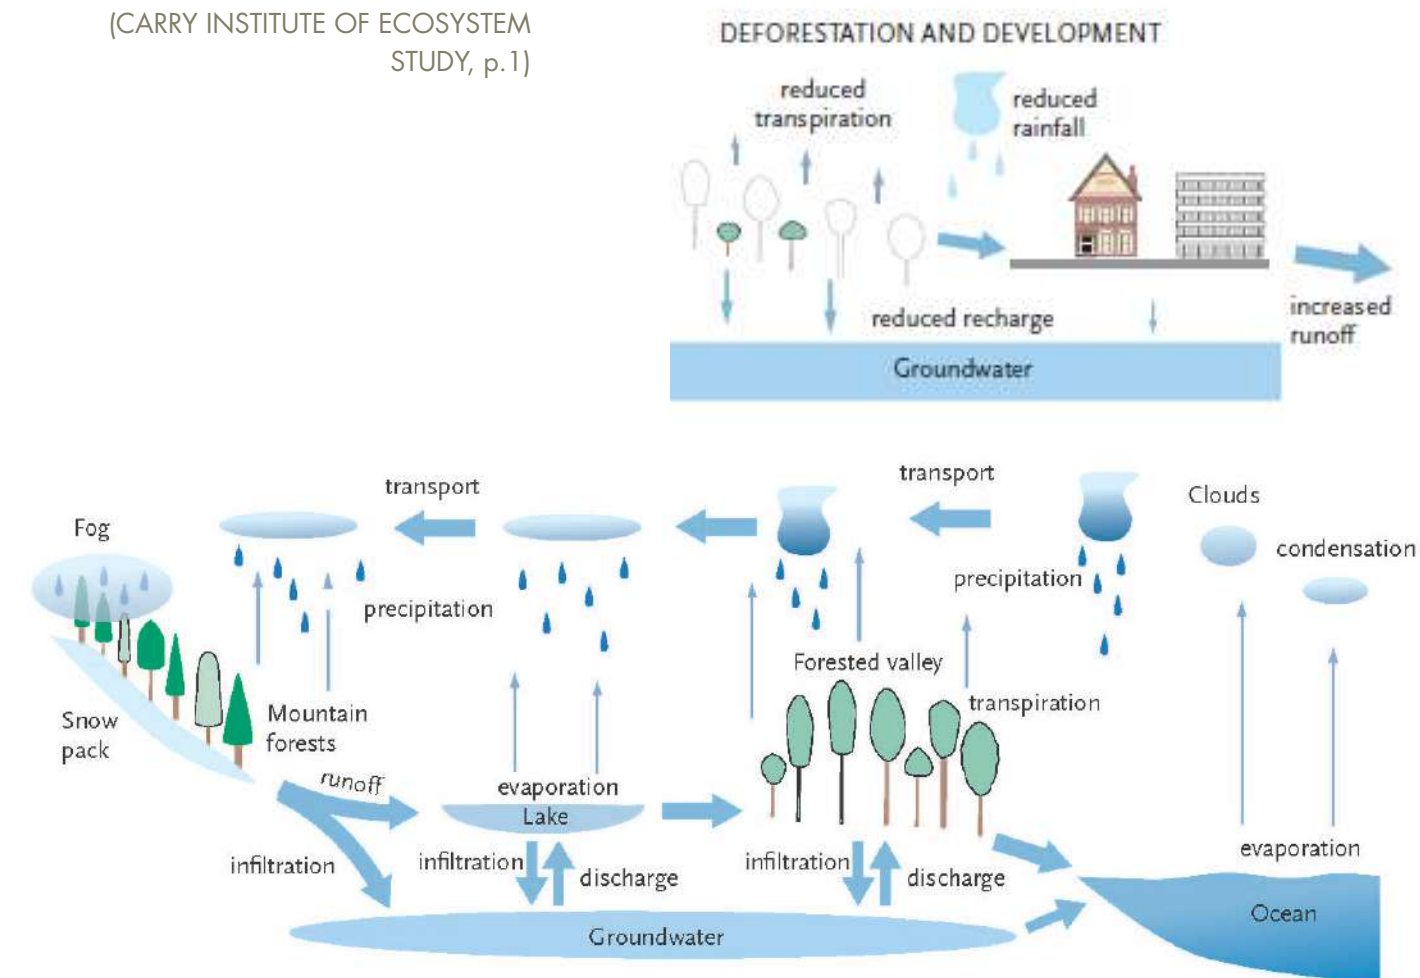 (CARRY INSTITUTE OF ECOSYSTEM
STUDY, p.1)
DEFORESTATION AND DEVELOPMENT
reduced
transpiration
reduced
rainfall
reduced recharge
increased
runoff
Groundwater
transport
transport
Clouds
Fog
condensation
precipitation
precipitation
Forested valley
transpiration
Snow
pack
Mountain
forests
runoff
evaporation
Lake
infiltration
infiltration
discharge
infiltration
discharge
evaporation
Ocean
Groundwater